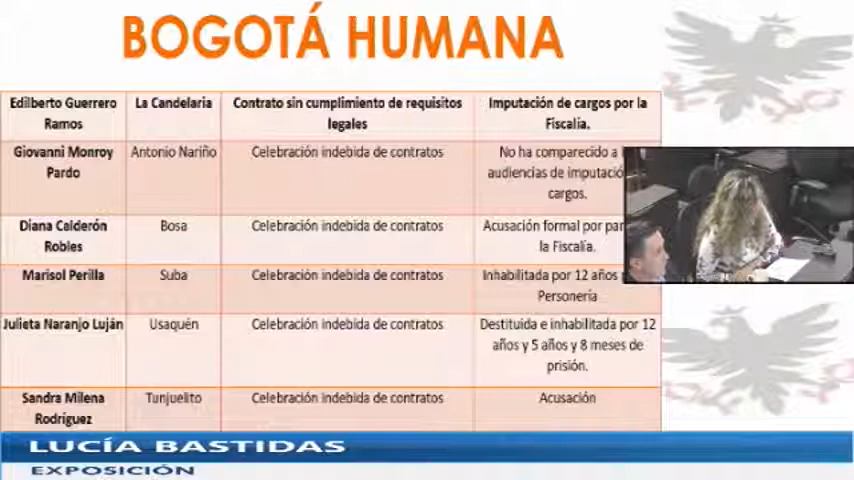 BOGOTÁ HUMANA
Edilberto Guerrero Ramos La Candelaria Contrato sin cumplimiento de requisitos legales Imputación de cargos por la Fiscalía.
Giovanni Monroy Pardo Antonio Nariño Celebración indebida de contratos No ha comparecido a audiencias de cargos.
Diana Calderón Robles Bosa Celebración indebida de contratos Acusación formal por la Fiscalía.
Marisol Perilla Suba Celebración indebida de contratos Inhabilitada por 12 años Personería
Julieta Naranjo Luján Usaquén Celebración indebida de contratos Destituida e inhabilitada por 12 años y 5 años y 8 meses de prisión.
Sandra Milena Rodríguez Tunjuelito Celebración indebida de contratos Acusación
LUCÍA BASTIDAS
EXPOSICIÓN